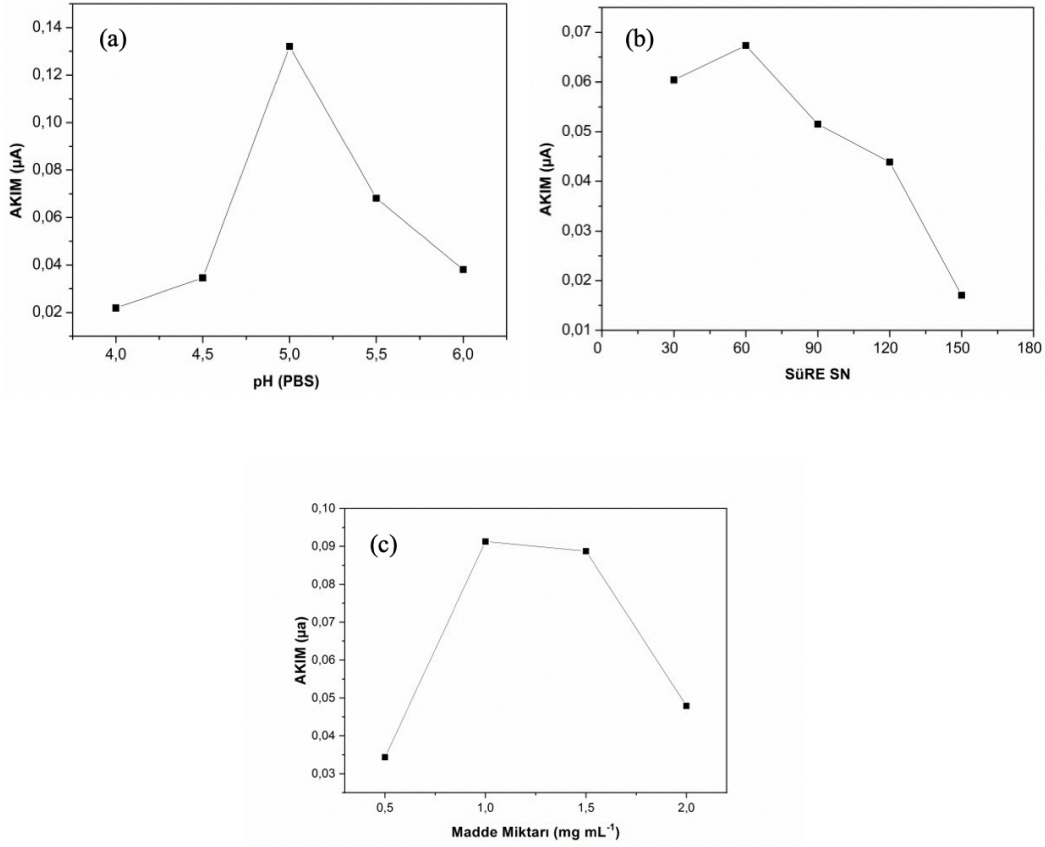 (a)
AKIM (µA)
0,14
0,12
0,10
0,08
0,06
0,04
0,02
4,0 4,5 5,0 5,5 6,0
pH (PBS)
(b)
AKIM (µA)
0,07
0,06
0,05
0,04
0,03
0,02
0,01
0 30 60 90 120 150 180
SüRE SN
(c)
AKIM (µa)
0,10
0,09
0,08
0,07
0,06
0,05
0,04
0,03
0,5 1,0 1,5 2,0
Madde Miktarı (mg mL⁻¹)